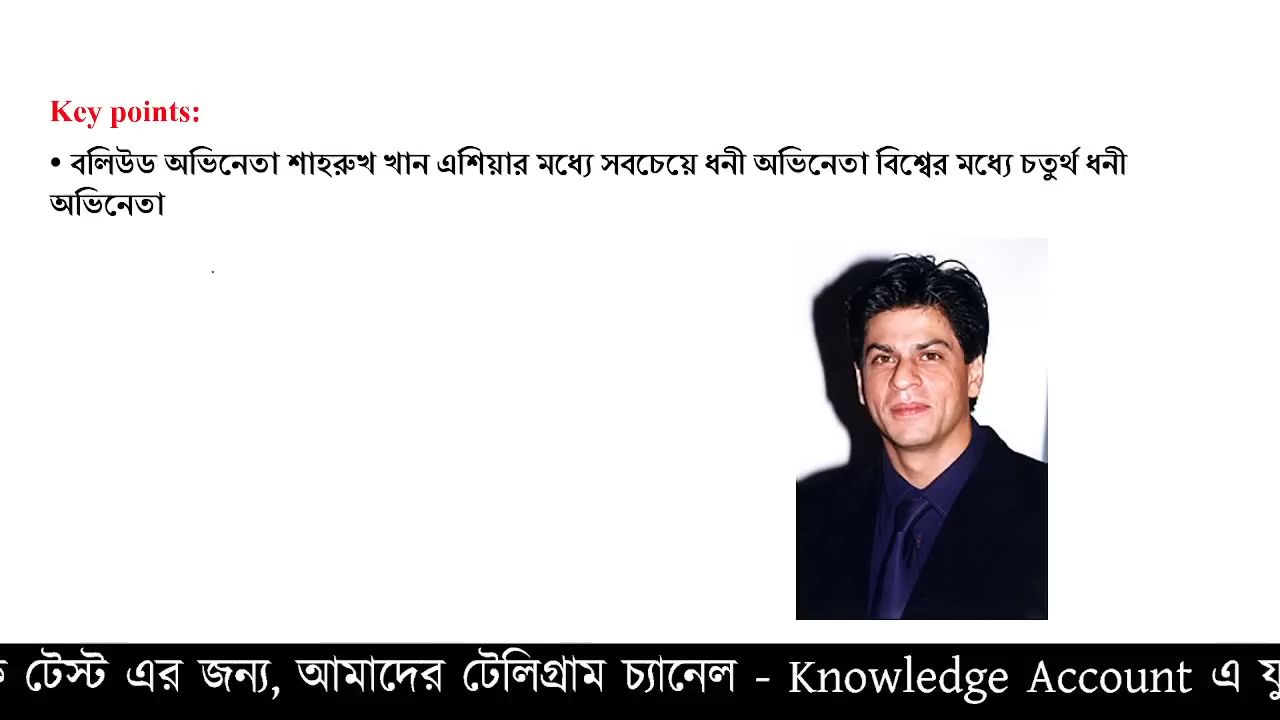 Key points:
• বলিউড অভিনেতা শাহরুখ খান এশিয়ার মধ্যে সবচেয়ে ধনী অভিনেতা বিশ্বের মধ্যে চতুর্থ ধনী
অভিনেতা
টেস্ট এর জন্য, আমাদের টেলিগ্রাম চ্যানেল - Knowledge Account এ